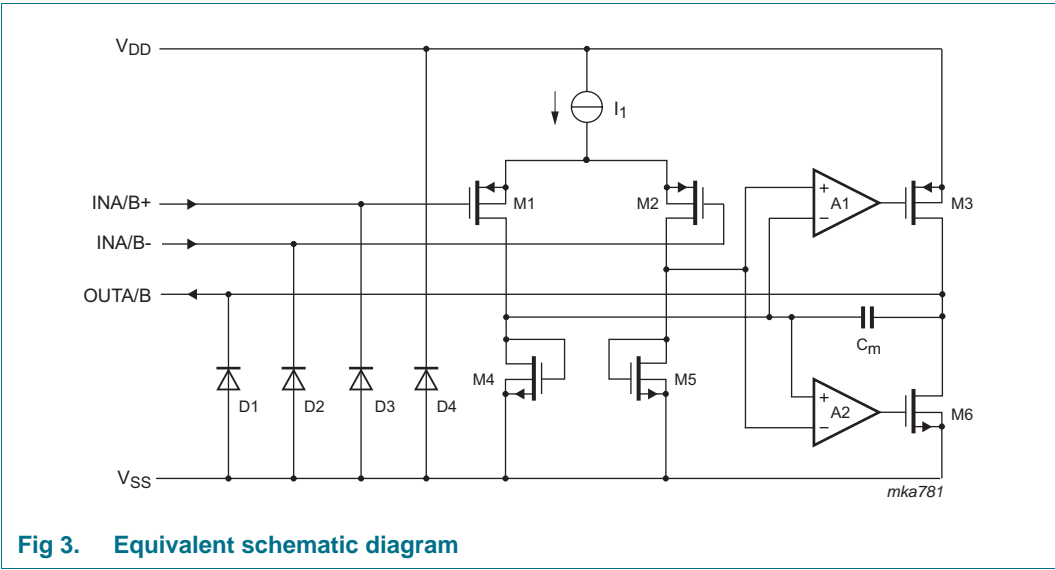 VDD
I1
INA/B+
M1
M2
+
A1
−
M3
INA/B-
OUTA/B
Cm
M4
M5
+
A2
−
M6
D1
D2
D3
D4
VSS
mka781
Fig 3. Equivalent schematic diagram